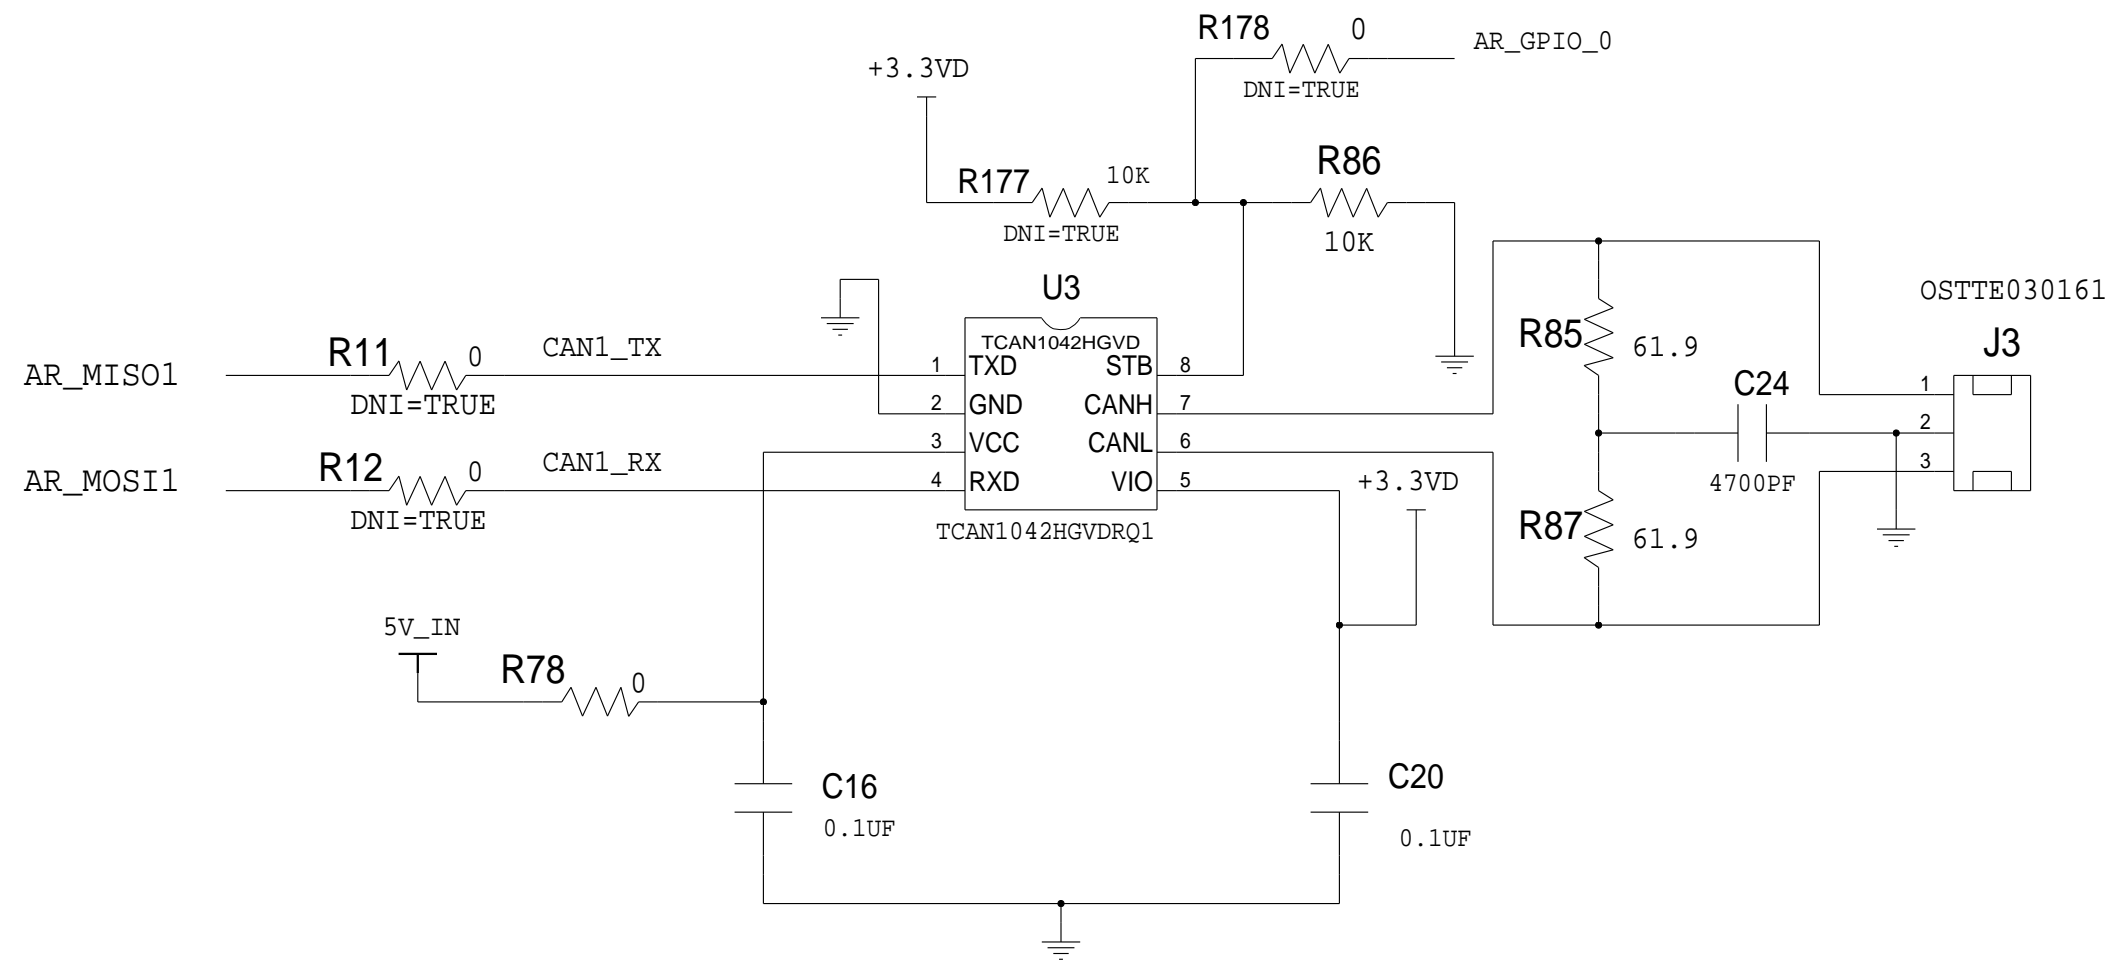 R178 0 AR_GPIO_0
+3.3VD
DNI=TRUE
R86
R177 10K
DNI=TRUE 10K
U3
OSTTE030161
TCAN1042HGVD
R11 0 CAN1_TX
AR_MISO1
DNI=TRUE
1 TXD STB 8
2 GND CANH 7
3 VCC CANL 6
4 RXD VIO 5
R12 0 CAN1_RX
AR_MOSI1
DNI=TRUE
TCAN1042HGVDRQ1
+3.3VD
R85 61.9
J3
C24
4700PF
1
2
3
R87 61.9
5V_IN
R78 0
C16
0.1UF
C20
0.1UF